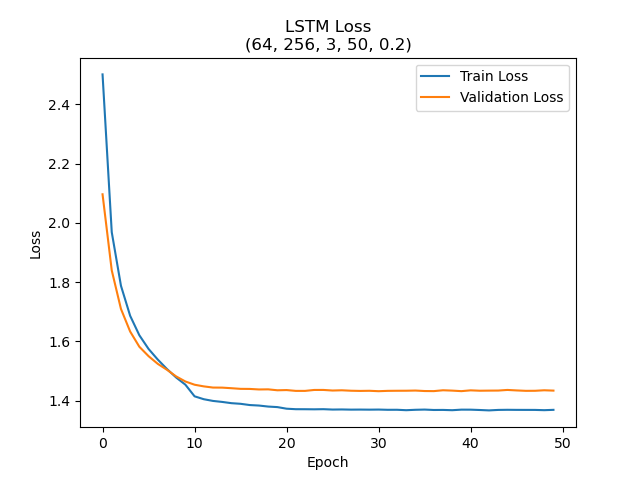 LSTM Loss
(64, 256, 3, 50, 0.2)
Train Loss
Validation Loss
2.4
2.2
2.0
1.8
1.6
1.4
Loss
0 10 20 30 40 50
Epoch